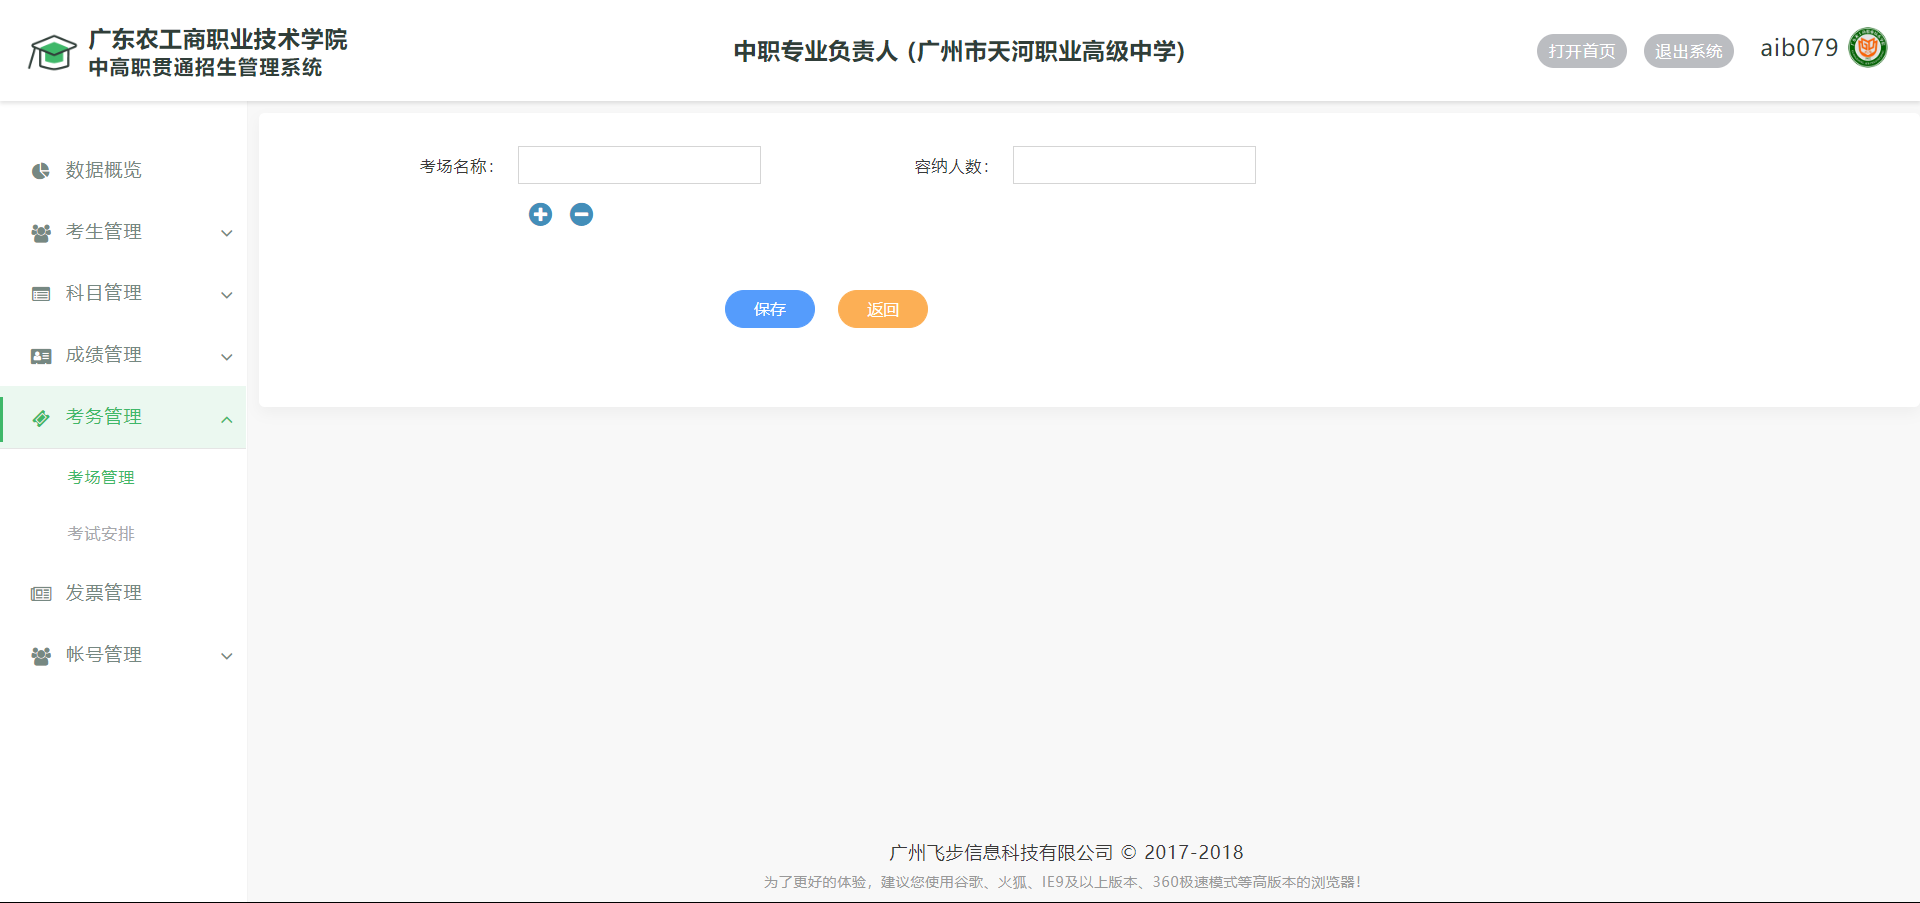 广东农工商职业技术学院
中高职贯通招生管理系统
中职专业负责人 (广州市天河职业高级中学)
打开首页
退出系统
aib079
数据概览
考生管理
科目管理
成绩管理
考务管理
考场管理
考试安排
发票管理
帐号管理
考场名称：
容纳人数：
保存
返回
广州飞步信息科技有限公司 © 2017-2018
为了更好的体验，建议您使用谷歌、火狐、IE9及以上版本、360极速模式等高版本的浏览器！